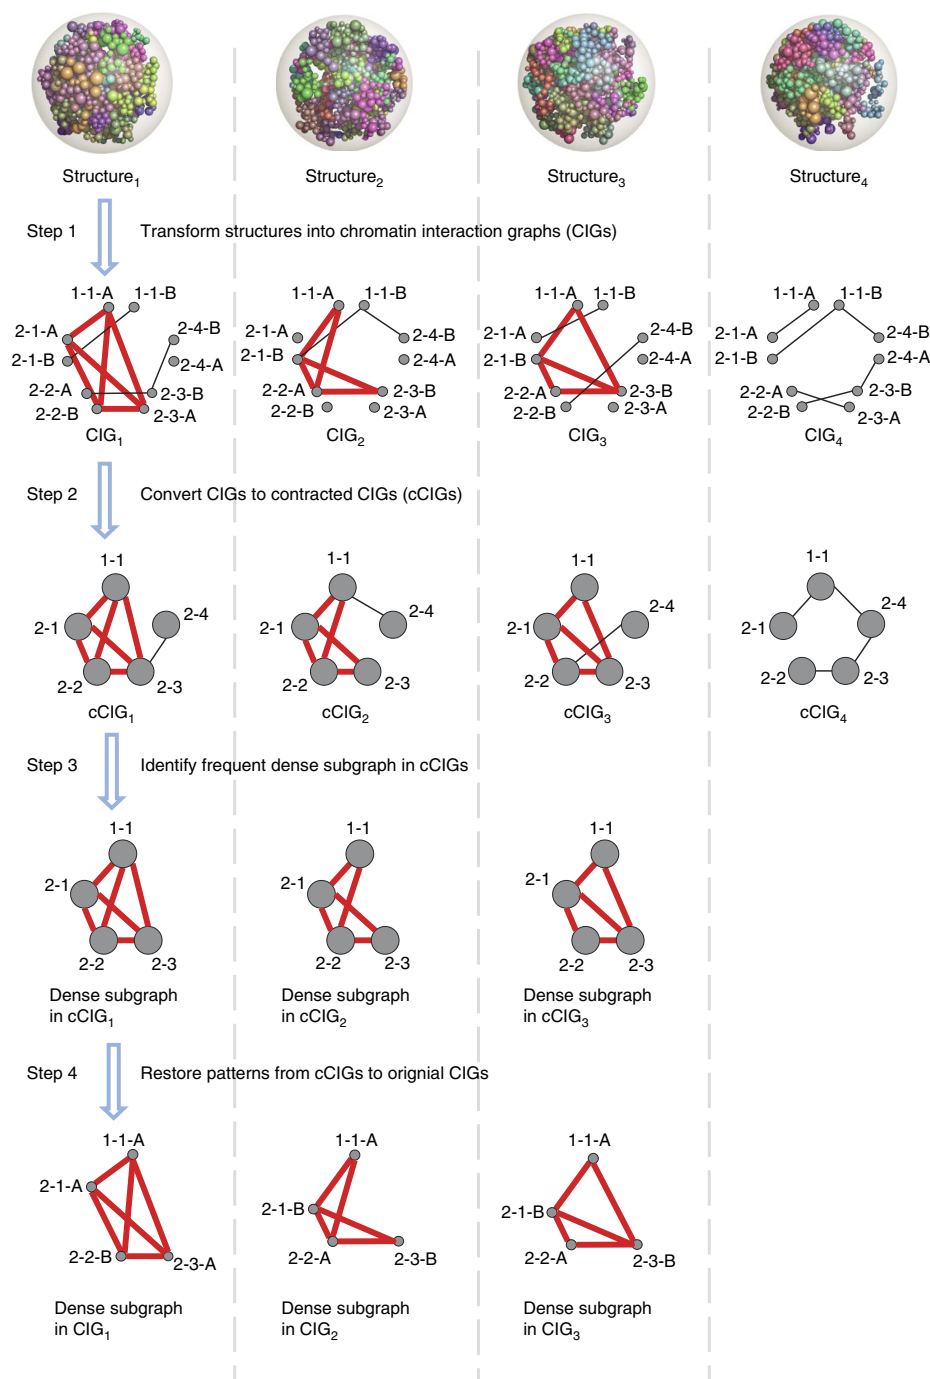 Structure1
Structure2
Structure3
Structure4
Step 1
Transform structures into chromatin interaction graphs (CIGs)
1-1-A
1-1-B
2-1-A
2-4-B
2-1-B
2-4-A
2-2-A
2-3-B
2-2-B
2-3-A
CIG1
1-1-A
1-1-B
2-1-A
2-4-B
2-1-B
2-4-A
2-2-A
2-3-B
2-2-B
2-3-A
CIG2
1-1-A
1-1-B
2-1-A
2-4-B
2-1-B
2-4-A
2-2-A
2-3-B
2-2-B
2-3-A
CIG3
1-1-A
1-1-B
2-1-A
2-4-B
2-1-B
2-4-A
2-2-A
2-3-B
2-2-B
2-3-A
CIG4
Step 2
Convert CIGs to contracted CIGs (cCIGs)
1-1
2-1
2-4
2-2
2-3
cCIG1
1-1
2-1
2-4
2-2
2-3
cCIG2
1-1
2-1
2-4
2-2
2-3
cCIG3
1-1
2-1
2-4
2-2
2-3
cCIG4
Step 3
Identify frequent dense subgraph in cCIGs
1-1
2-1
2-2
2-3
Dense subgraph
in cCIG1
1-1
2-1
2-2
2-3
Dense subgraph
in cCIG2
1-1
2-1
2-2
2-3
Dense subgraph
in cCIG3
Step 4
Restore patterns from cCIGs to orignial CIGs
1-1-A
2-1-A
2-2-B
2-3-A
Dense subgraph
in CIG1
1-1-A
2-1-B
2-2-A
2-3-B
Dense subgraph
in CIG2
1-1-A
2-1-B
2-2-A
2-3-B
Dense subgraph
in CIG3